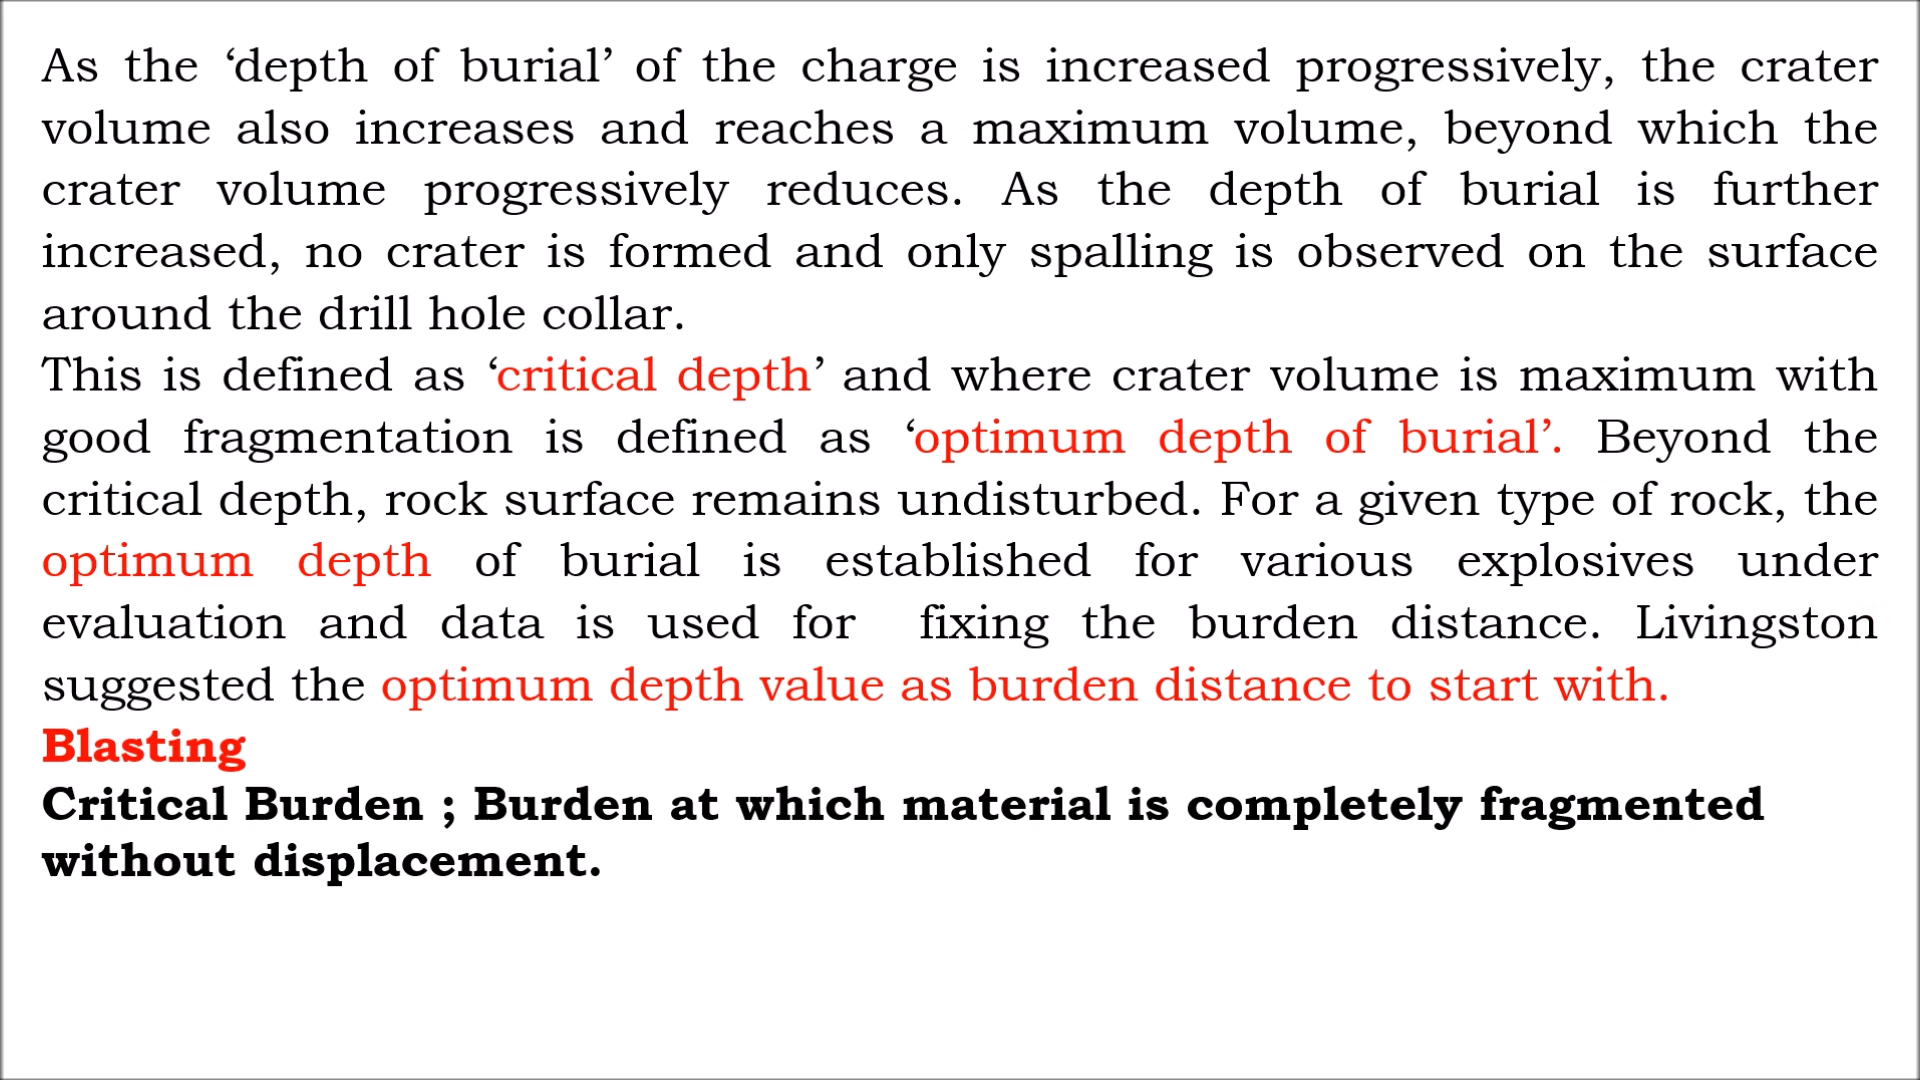 As the ‘depth of burial’ of the charge is increased progressively, the crater
volume also increases and reaches a maximum volume, beyond which the
crater volume progressively reduces. As the depth of burial is further
increased, no crater is formed and only spalling is observed on the surface
around the drill hole collar.
This is defined as ‘critical depth’ and where crater volume is maximum with
good fragmentation is defined as ‘optimum depth of burial’. Beyond the
critical depth, rock surface remains undisturbed. For a given type of rock, the
optimum depth of burial is established for various explosives under
evaluation and data is used for fixing the burden distance. Livingston
suggested the optimum depth value as burden distance to start with.
Blasting
Critical Burden ; Burden at which material is completely fragmented
without displacement.